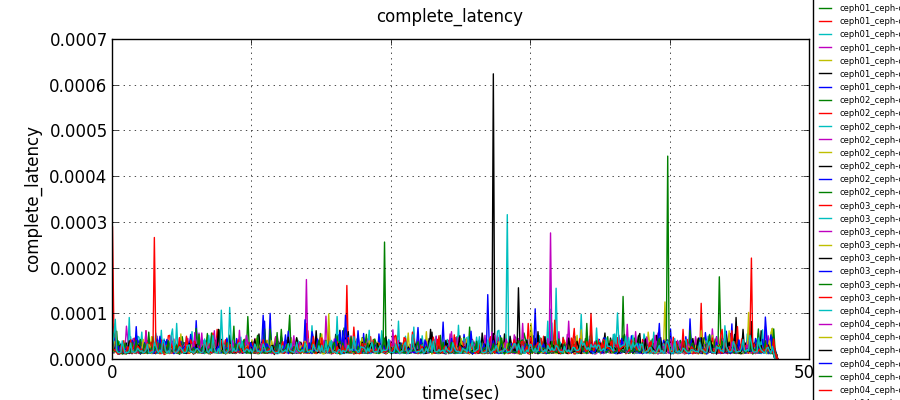 complete_latency
0.0007
0.0006
0.0005
0.0004
0.0003
0.0002
0.0001
0.0000
complete_latency
0 100 200 300 400 50
time(sec)
ceph01_ceph-
ceph01_ceph-
ceph01_ceph-
ceph01_ceph-
ceph01_ceph-
ceph01_ceph-
ceph01_ceph-
ceph02_ceph-
ceph02_ceph-
ceph02_ceph-
ceph02_ceph-
ceph02_ceph-
ceph02_ceph-
ceph02_ceph-
ceph02_ceph-
ceph03_ceph-
ceph03_ceph-
ceph03_ceph-
ceph03_ceph-
ceph03_ceph-
ceph03_ceph-
ceph03_ceph-
ceph03_ceph-
ceph04_ceph-
ceph04_ceph-
ceph04_ceph-
ceph04_ceph-
ceph04_ceph-
ceph04_ceph-
ceph04_ceph-